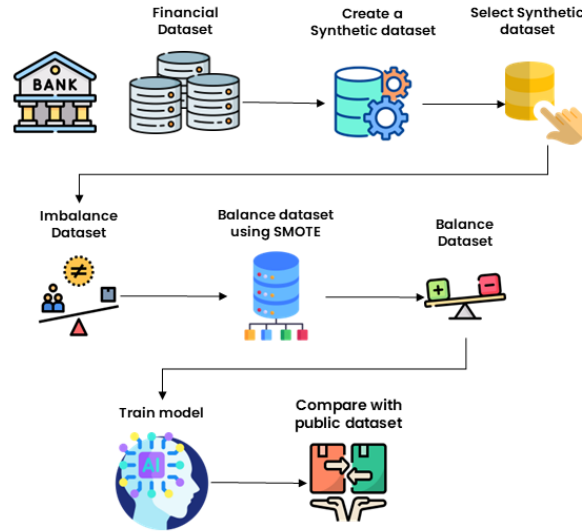 Financial
Dataset
Create a
Synthetic dataset
Select Synthetic
dataset
BANK
Imbalance
Dataset
Balance dataset
using SMOTE
Balance
Dataset
≠
+
−
Train model
Compare with
public dataset
AI